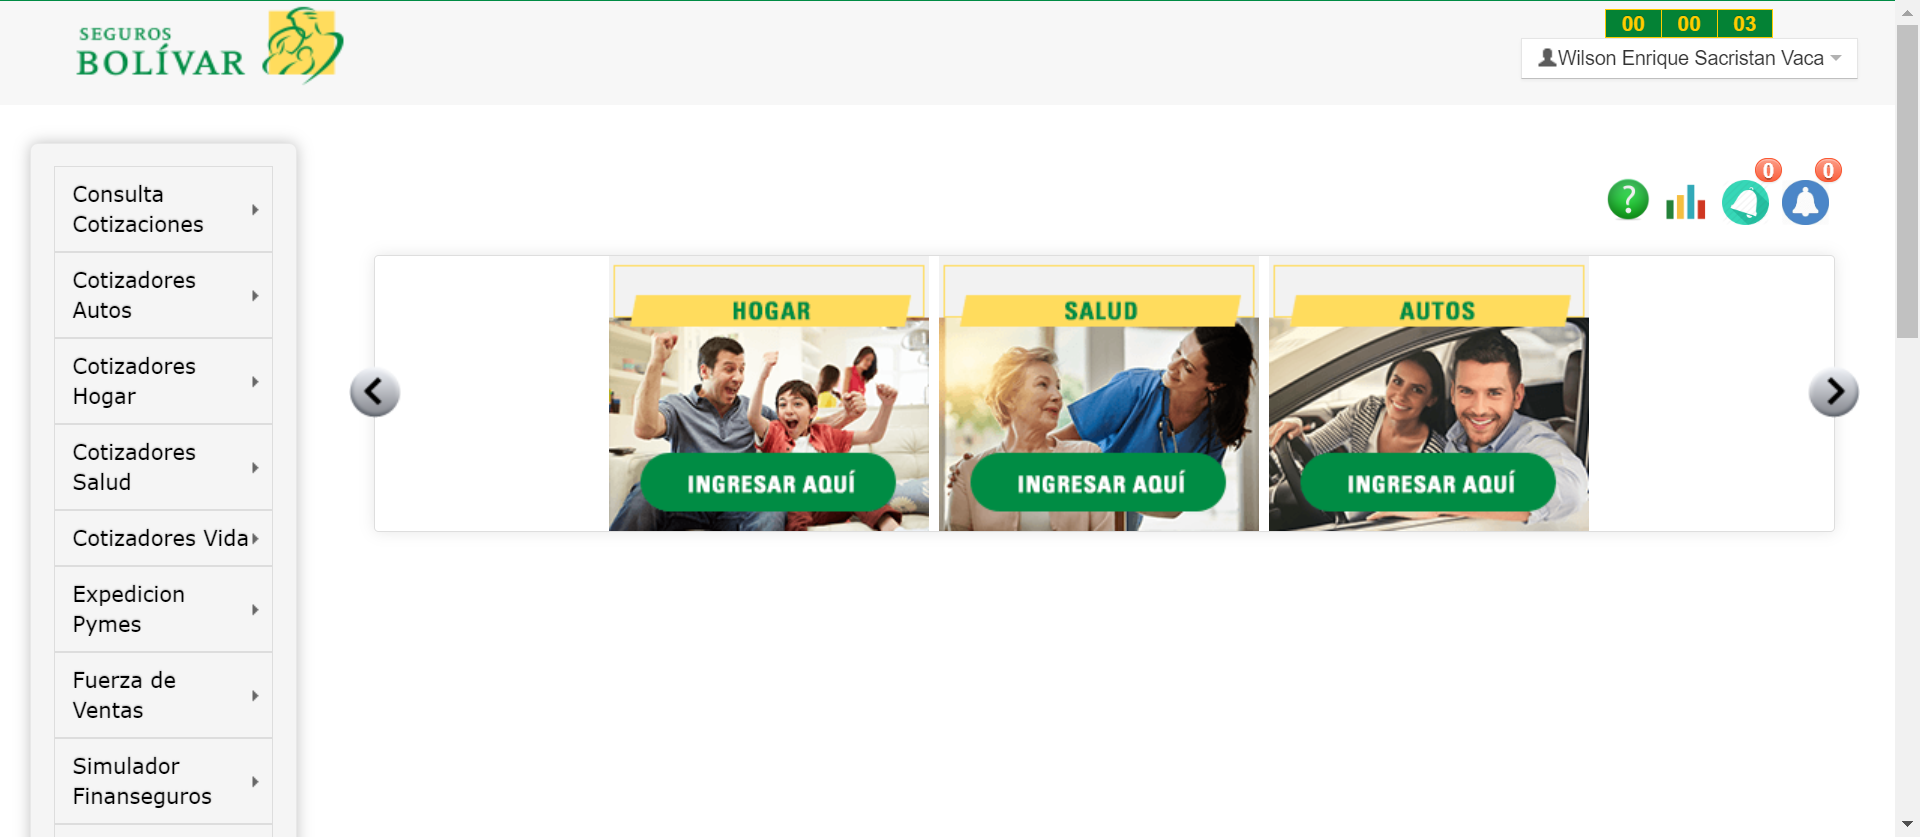 SEGUROS
BOLÍVAR
00 00 03
Wilson Enrique Sacristan Vaca
Consulta
Cotizaciones
Cotizadores
Autos
Cotizadores
Hogar
Cotizadores
Salud
Cotizadores Vida
Expedicion
Pymes
Fuerza de
Ventas
Simulador
Finanseguros
?
0
0
HOGAR
INGRESAR AQUÍ
SALUD
INGRESAR AQUÍ
AUTOS
INGRESAR AQUÍ